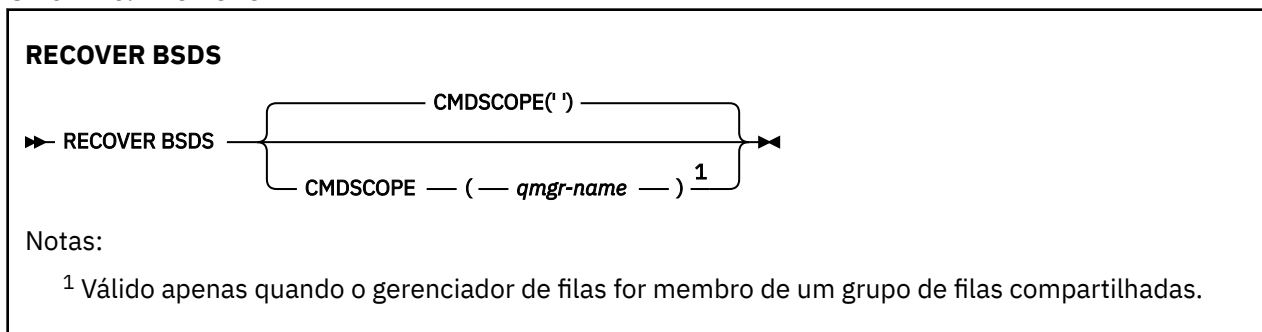 RECOVER BSDS
CMDSCOPE(' ')
RECOVER BSDS
CMDSCOPE ( qmgr-name ) 1
Notas:
1 Válido apenas quando o gerenciador de filas for membro de um grupo de filas compartilhadas.